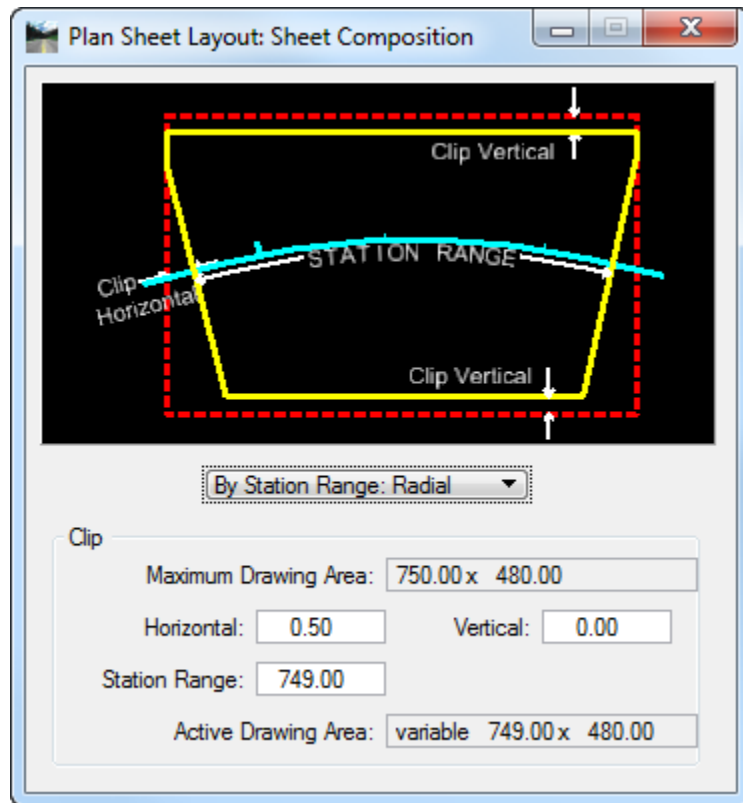 Plan Sheet Layout: Sheet Composition
Clip Vertical
STATION RANGE
Clip
Horizontal
Clip Vertical
By Station Range: Radial
Clip
Maximum Drawing Area: 750.00 x 480.00
Horizontal: 0.50 Vertical: 0.00
Station Range: 749.00
Active Drawing Area: variable 749.00 x 480.00